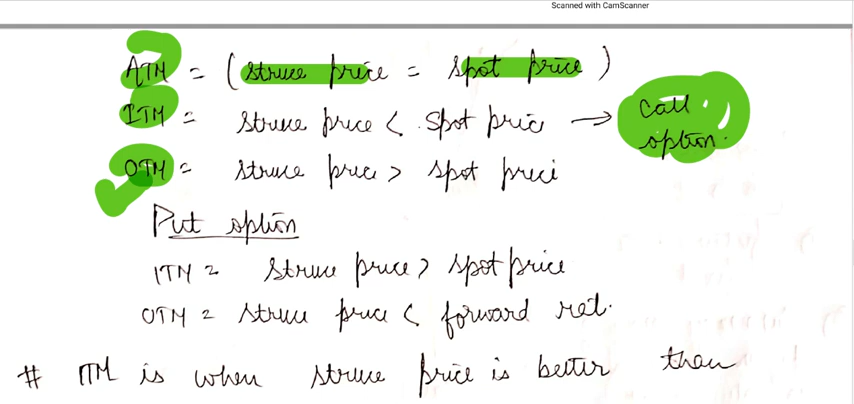 Scanned with CamScanner
ATM = ( Strike price = spot price )
ITM = Strike price < Spot price → Call option.
OTM = Strike price > spot price
Put option
ITM = Strike price > spot price
OTM = Strike price < forward ret.
# ITM is when strike price is better than